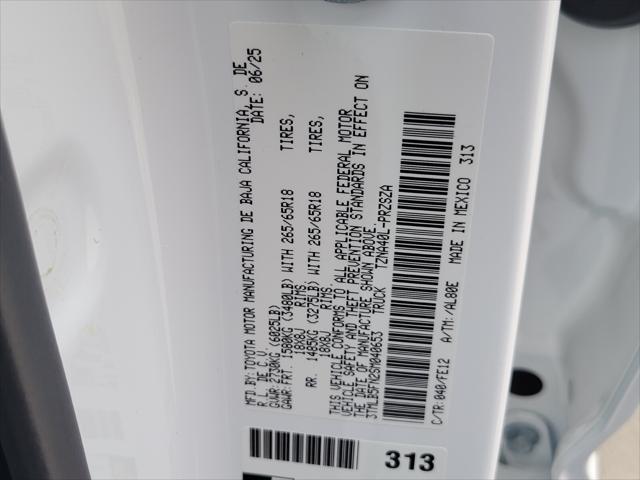 MFD.BY:TOYOTA MOTOR MANUFACTURING DE BAJA CALIFORNIA, S. DE
R.L. DE C.V. DATE: 06/25
GVWR:2730KG (6025LB)
GAWR: FRT. 1580KG (3480LB) WITH 265/65R18 TIRES,
18X8J RIMS,
RR. 1485KG (3275LB) WITH 265/65R18 TIRES,
18X8J RIMS.
THIS VEHICLE CONFORMS TO ALL APPLICABLE FEDERAL MOTOR
VEHICLE SAFETY AND THEFT PREVENTION STANDARDS IN EFFECT ON
THE DATE OF MANUFACTURE SHOWN ABOVE.
3TMLB5FN2SM040653 TRUCK TZNA40L-PRZSZA
C/TR:040/FE12 A/TM:/AL80E MADE IN MEXICO 313
313